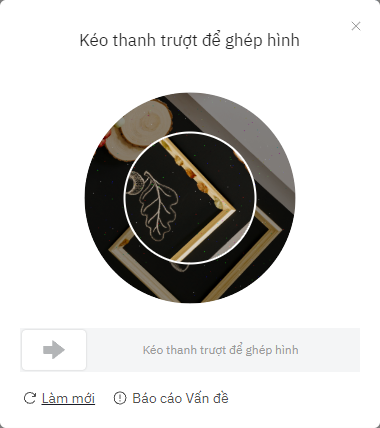 Kéo thanh trượt để ghép hình
Kéo thanh trượt để ghép hình
Làm mới
Báo cáo Vấn đề